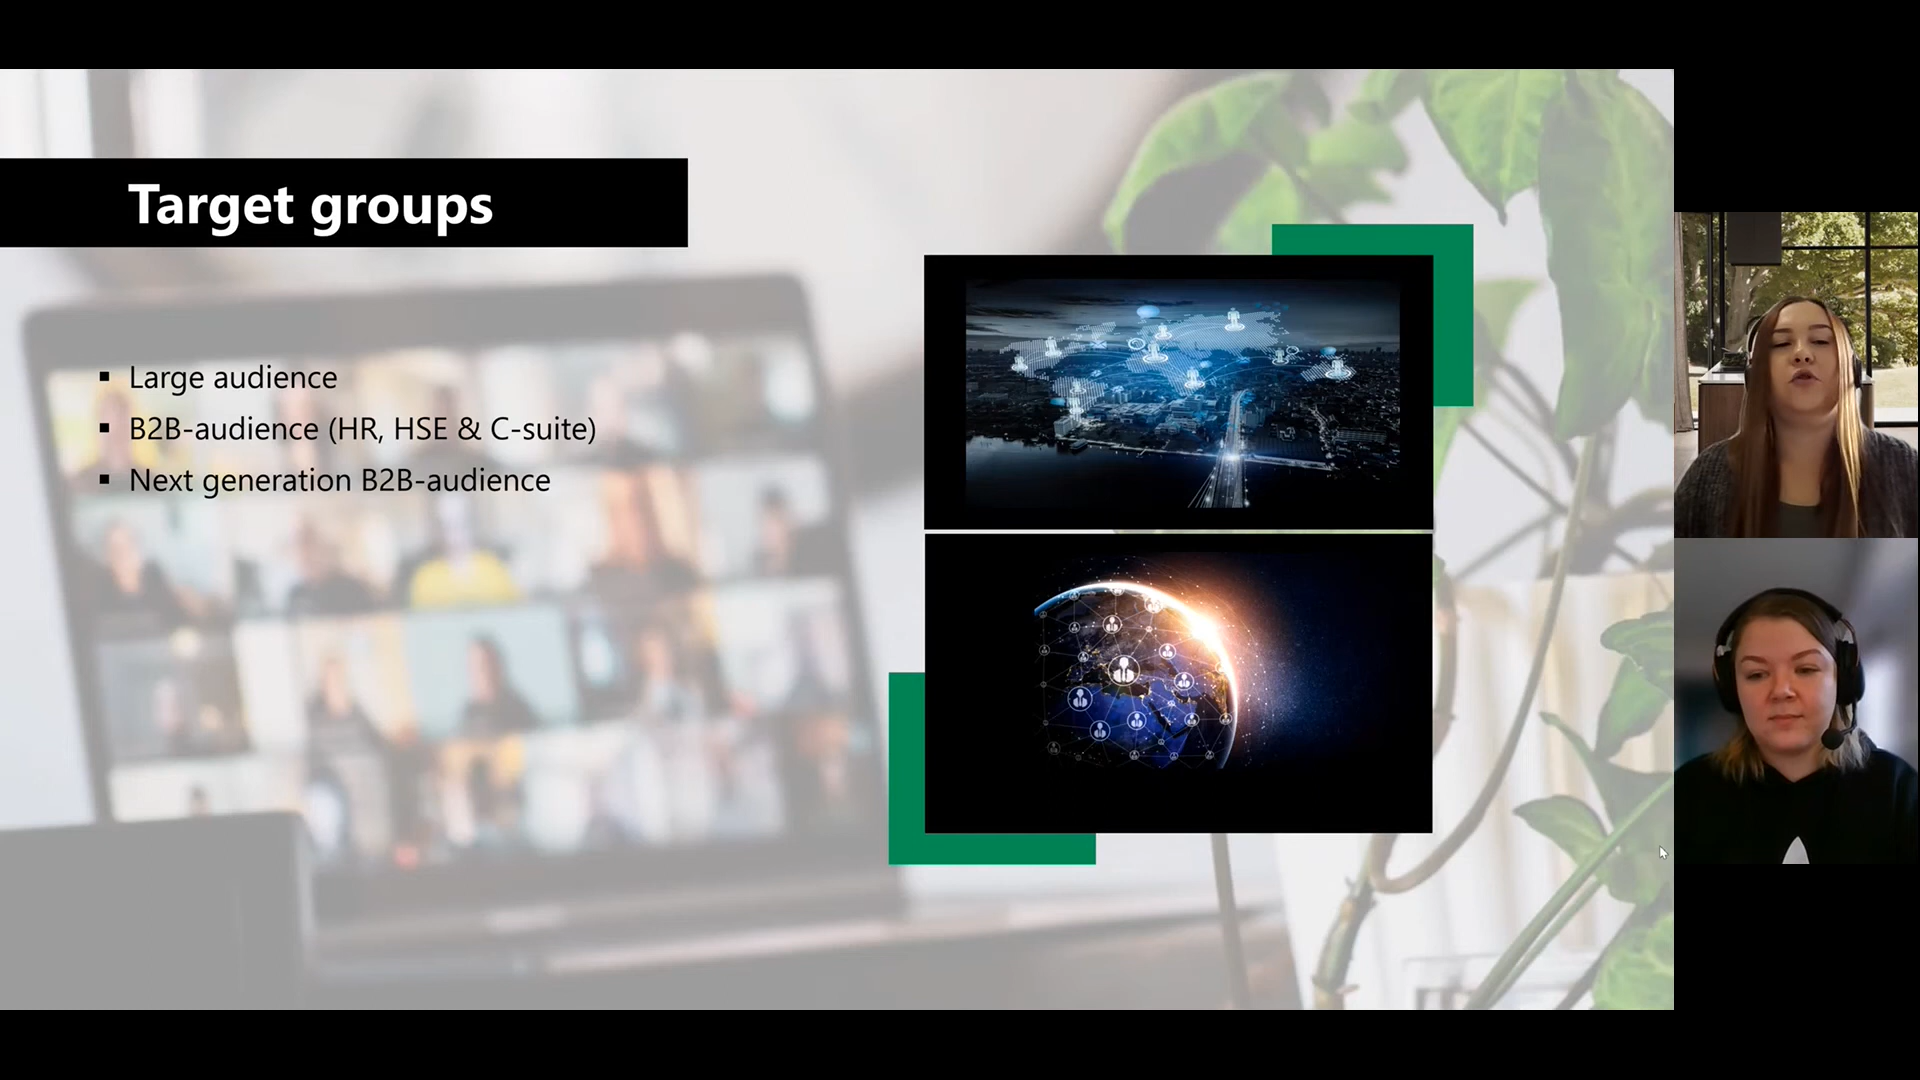 Target groups
Large audience
B2B-audience (HR, HSE & C-suite)
Next generation B2B-audience